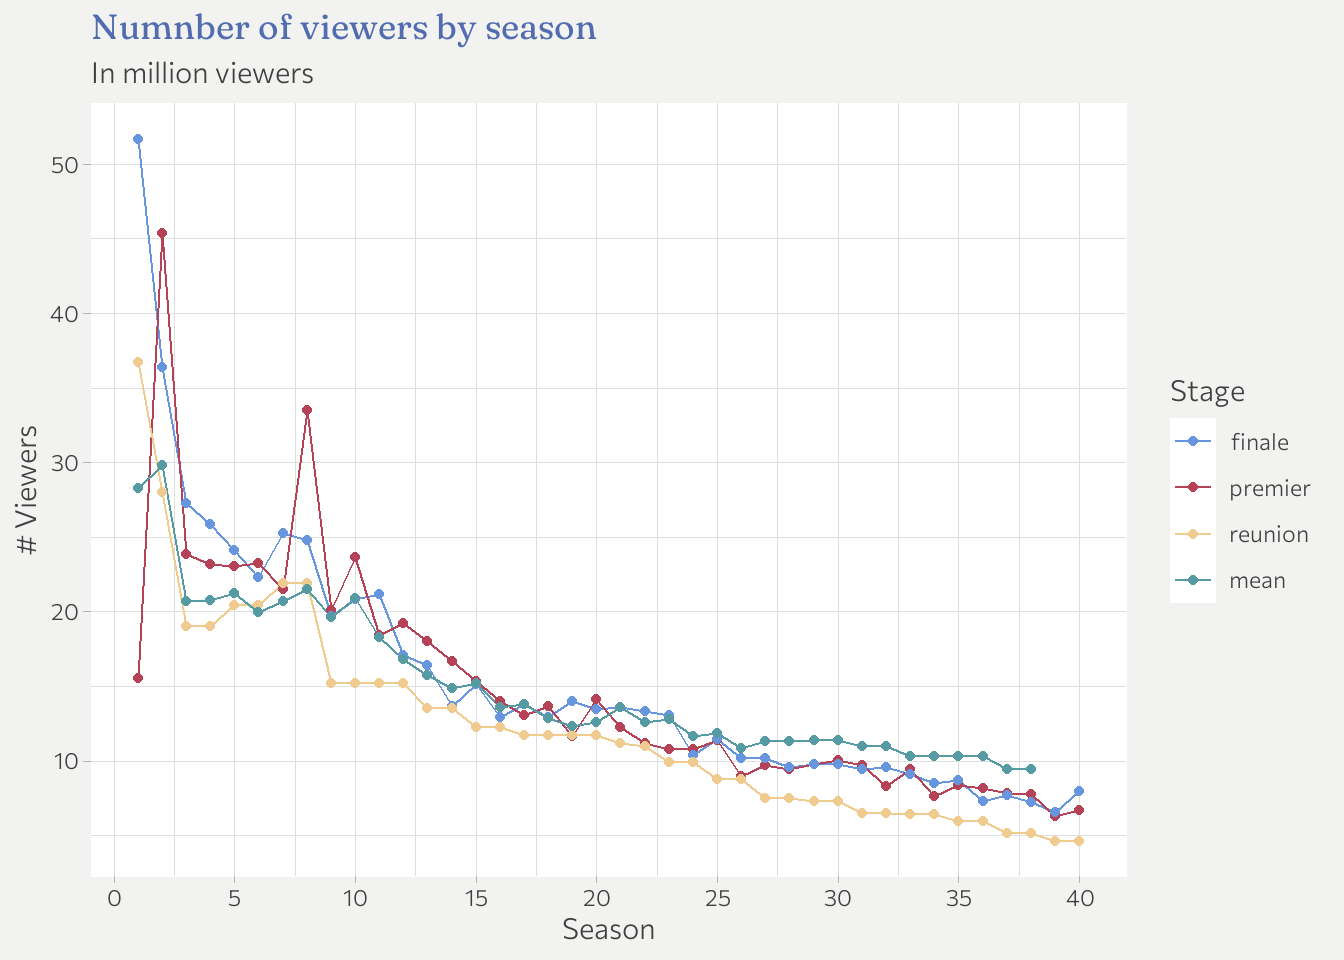 Numnber of viewers by season
In million viewers
50
40
30
20
10
# Viewers
0 5 10 15 20 25 30 35 40
Season
Stage
finale
premier
reunion
mean